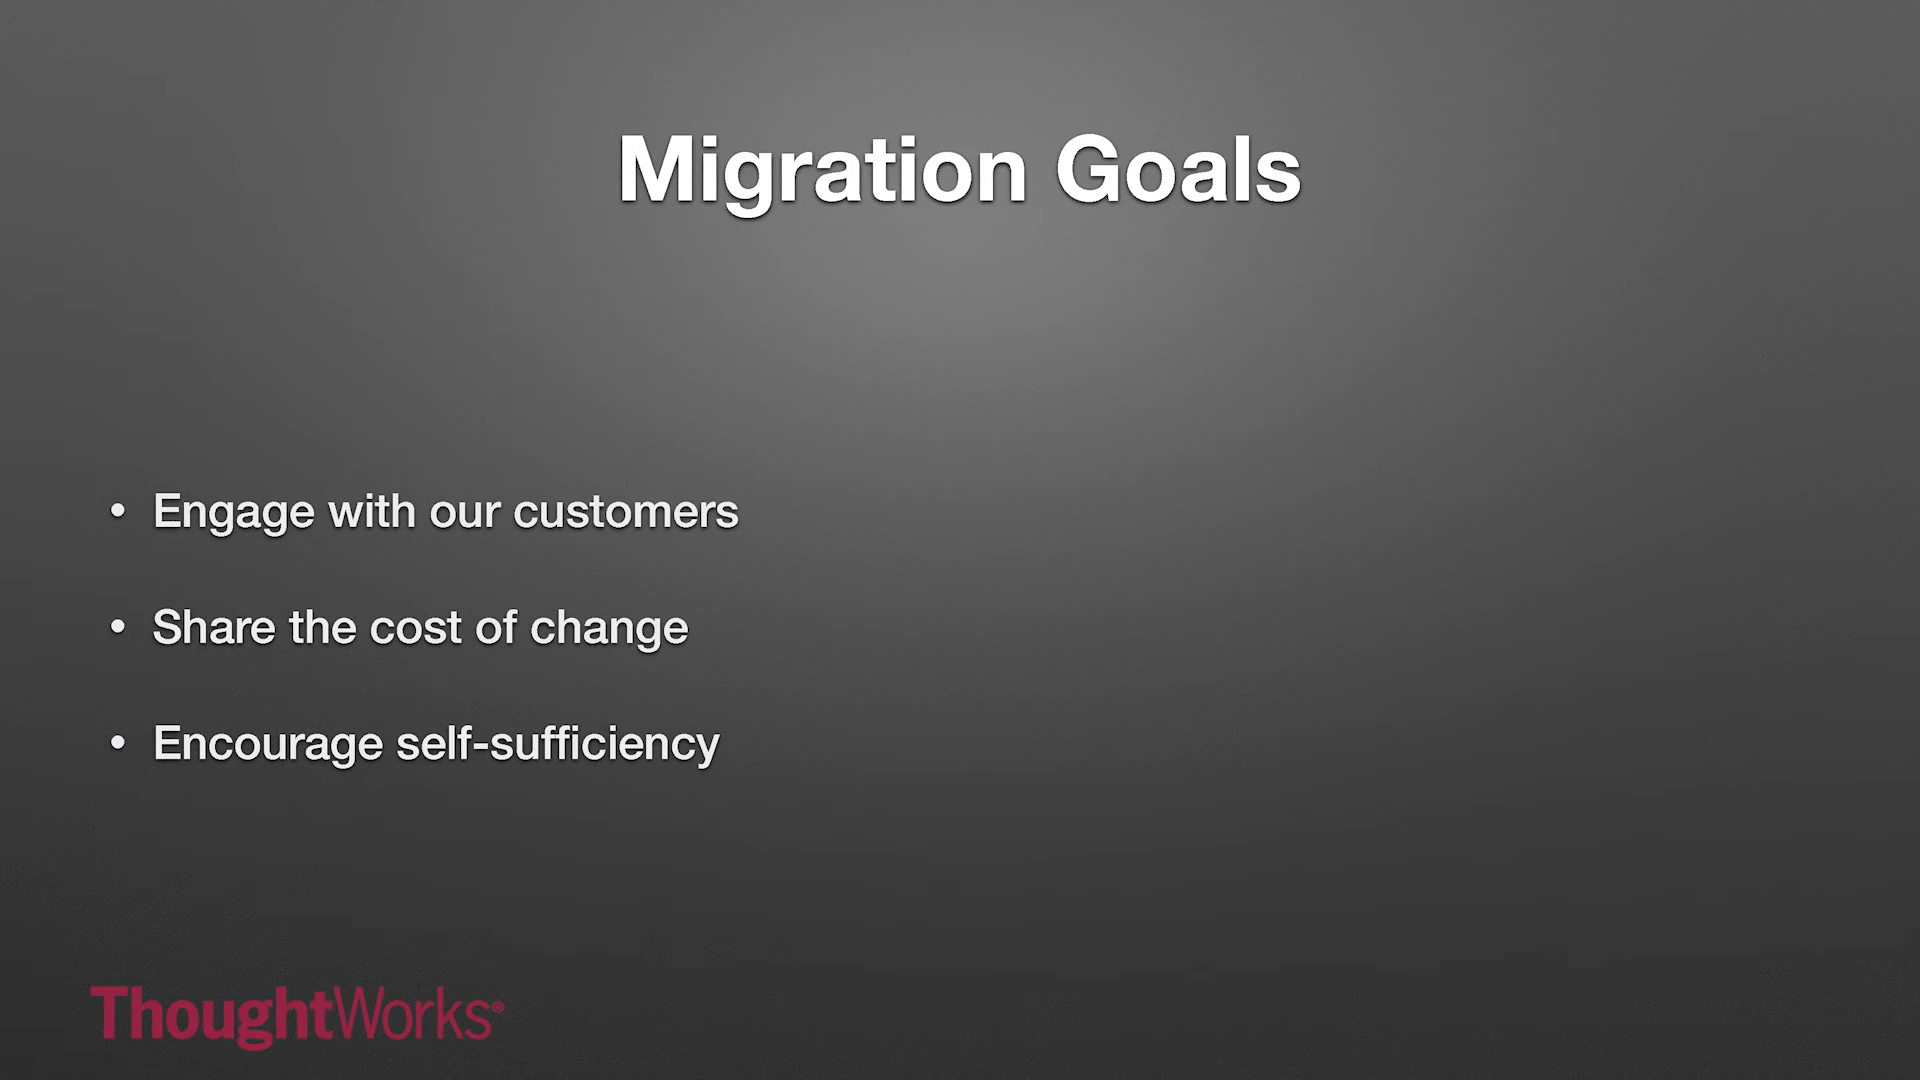 Migration Goals
• Engage with our customers
• Share the cost of change
• Encourage self-sufficiency
ThoughtWorks®